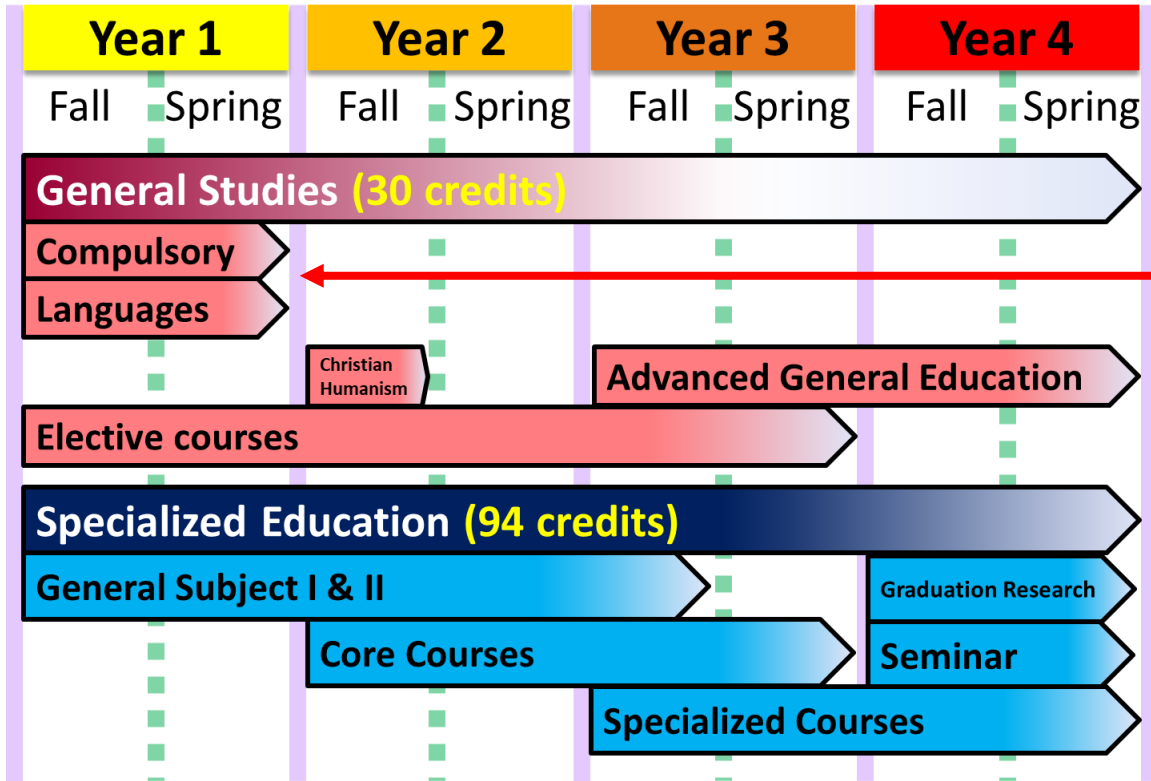 Year 1
Year 2
Year 3
Year 4
Fall Spring Fall Spring Fall Spring Fall Spring
General Studies (30 credits)
Compulsory
Languages
Christian
Humanism
Advanced General Education
Elective courses
Specialized Education (94 credits)
General Subject I & II
Graduation Research
Core Courses
Seminar
Specialized Courses